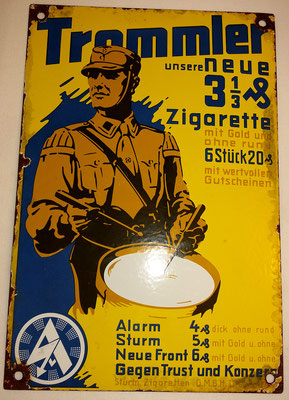 Trommler
unsere neue
3 1/3 ₰
Zigarette
mit Gold und
ohne rund
6 Stück 20 ₰
mit wertvollen
Gutscheinen
Alarm 4 ₰ dick ohne rund
Sturm 5 ₰ mit Gold u. ohne
Neue Front 6 ₰ mit Gold u. ohne
Gegen Trust und Konzern
Sturm Zigaretten G.M.B.H.